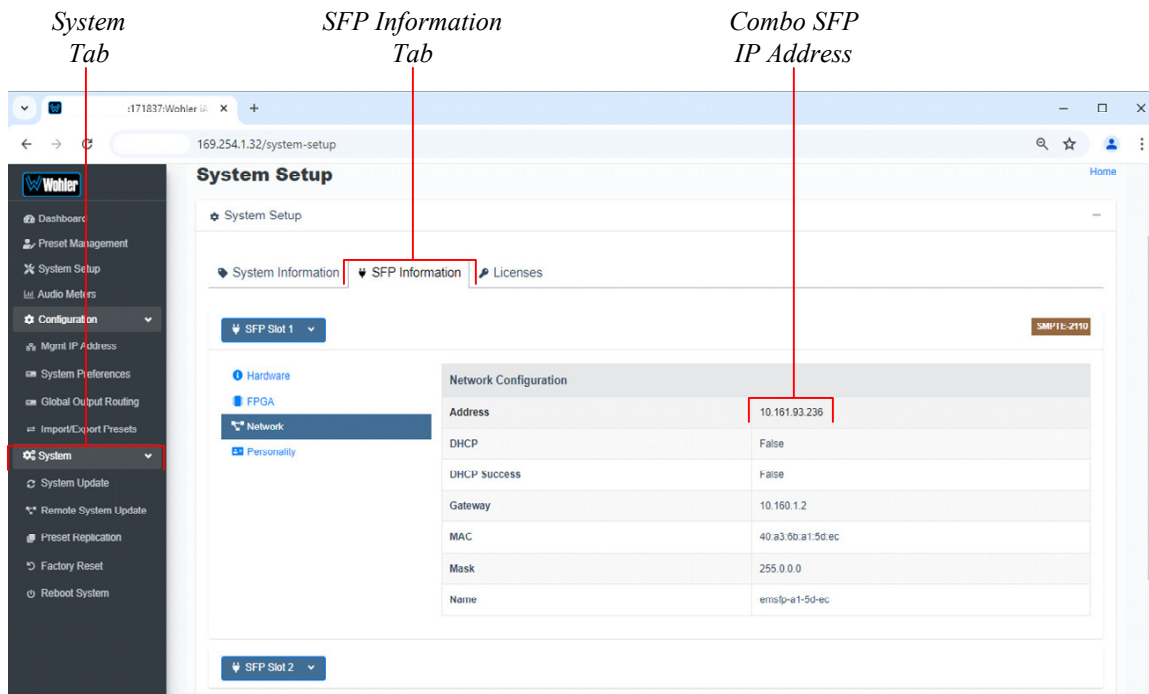 System
Tab
SFP Information
Tab
Combo SFP
IP Address
:171837:Wohler iA
169.254.1.32/system-setup
Wohler
System Setup
Home
Dashboard
System Setup
Preset Management
System Setup
System Information
SFP Information
Licenses
Audio Meters
Configuration
SFP Slot 1
SMPTE-2110
Mgmt IP Address
System Preferences
Global Output Routing
Import/Export Presets
System
System Update
Remote System Update
Preset Replication
Factory Reset
Reboot System
Hardware
FPGA
Network
Personality
Network Configuration
Address 10.161.93.236
DHCP False
DHCP Success False
Gateway 10.160.1.2
MAC 40:a3:6b:a1:5d:ec
Mask 255.0.0.0
Name emsfp-a1-5d-ec
SFP Slot 2